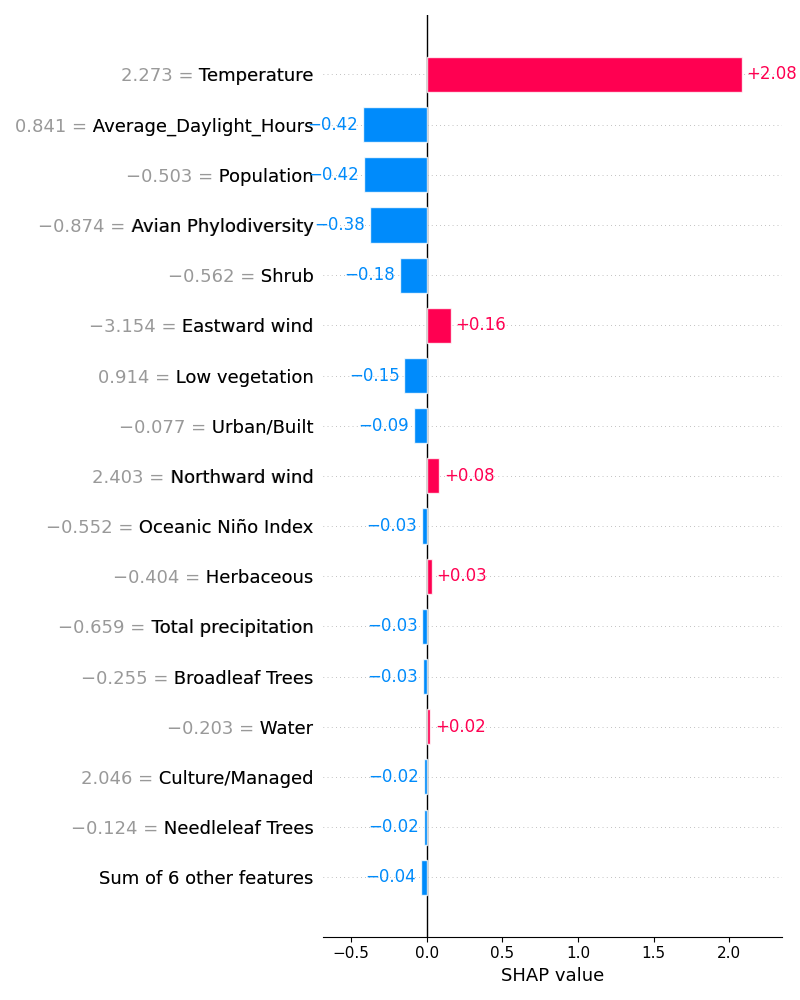 2.273 = Temperature +2.08
0.841 = Average_Daylight_Hours −0.42
−0.503 = Population −0.42
−0.874 = Avian Phylodiversity −0.38
−0.562 = Shrub −0.18
−3.154 = Eastward wind +0.16
0.914 = Low vegetation −0.15
−0.077 = Urban/Built −0.09
2.403 = Northward wind +0.08
−0.552 = Oceanic Niño Index −0.03
−0.404 = Herbaceous +0.03
−0.659 = Total precipitation −0.03
−0.255 = Broadleaf Trees −0.03
−0.203 = Water +0.02
2.046 = Culture/Managed −0.02
−0.124 = Needleleaf Trees −0.02
Sum of 6 other features −0.04
−0.5 0.0 0.5 1.0 1.5 2.0
SHAP value